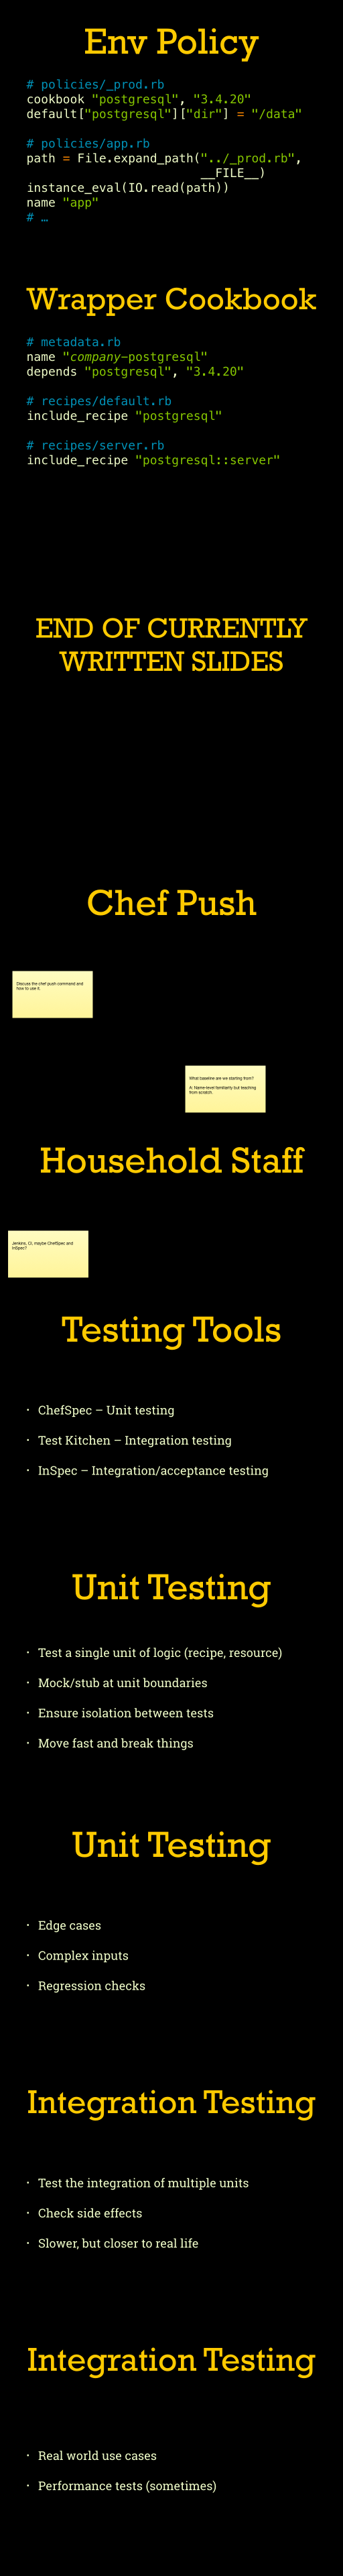 Env Policy
# policies/_prod.rb
cookbook "postgresql", "3.4.20"
default["postgresql"]["dir"] = "/data"
# policies/app.rb
path = File.expand_path("../_prod.rb",
__FILE__)
instance_eval(IO.read(path))
name "app"
# …
Wrapper Cookbook
# metadata.rb
name "company-postgresql"
depends "postgresql", "3.4.20"
# recipes/default.rb
include_recipe "postgresql"
# recipes/server.rb
include_recipe "postgresql::server"
END OF CURRENTLY
WRITTEN SLIDES
Chef Push
Discuss the chef push command and
how to use it.
What baseline are we starting from?
A: Name-level familiarity but teaching
from scratch.
Household Staff
Jenkins, CI, maybe ChefSpec and
InSpec?
Testing Tools
• ChefSpec – Unit testing
• Test Kitchen – Integration testing
• InSpec – Integration/acceptance testing
Unit Testing
• Test a single unit of logic (recipe, resource)
• Mock/stub at unit boundaries
• Ensure isolation between tests
• Move fast and break things
Unit Testing
• Edge cases
• Complex inputs
• Regression checks
Integration Testing
• Test the integration of multiple units
• Check side effects
• Slower, but closer to real life
Integration Testing
• Real world use cases
• Performance tests (sometimes)